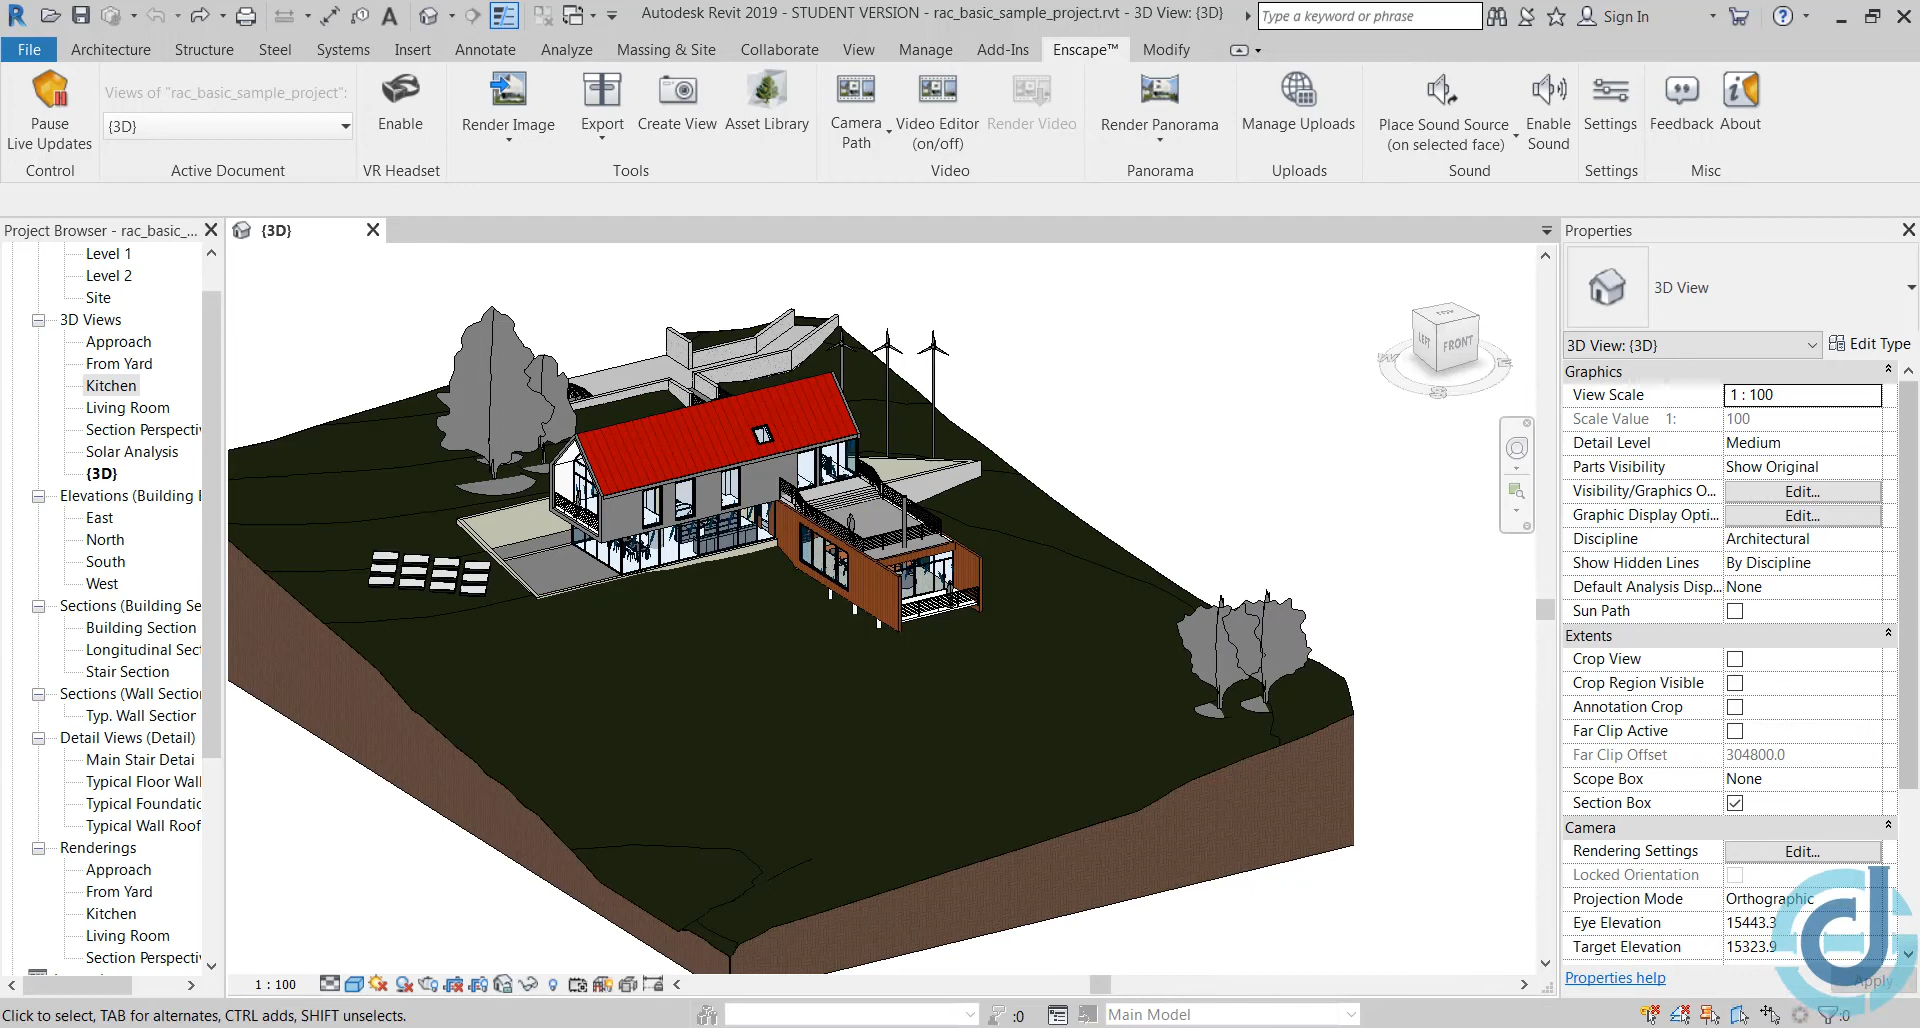 Autodesk Revit 2019 - STUDENT VERSION - rac_basic_sample_project.rvt - 3D View: {3D}
Type a keyword or phrase
Sign In
File Architecture Structure Steel Systems Insert Annotate Analyze Massing & Site Collaborate View Manage Add-Ins Enscape™ Modify
Pause
Live Updates
Control
Views of "rac_basic_sample_project":
{3D}
Active Document
Enable
VR Headset
Render Image
Export
Create View
Asset Library
Tools
Camera
Path
Video Editor
(on/off)
Render Video
Video
Render Panorama
Panorama
Manage Uploads
Uploads
Place Sound Source
(on selected face)
Enable
Sound
Sound
Settings
Settings
Feedback
About
Misc
Project Browser - rac_basic_...
Level 1
Level 2
Site
3D Views
Approach
From Yard
Kitchen
Living Room
Section Perspecti
Solar Analysis
{3D}
Elevations (Building E
East
North
South
West
Sections (Building Se
Building Section
Longitudinal Sect
Stair Section
Sections (Wall Sectio
Typ. Wall Section
Detail Views (Detail)
Main Stair Detai
Typical Floor Wall
Typical Foundatio
Typical Wall Roof
Renderings
Approach
From Yard
Kitchen
Living Room
Section Perspecti
{3D}
LEFT
FRONT
Properties
3D View
3D View: {3D}
Edit Type
Graphics
View Scale 1 : 100
Scale Value 1: 100
Detail Level Medium
Parts Visibility Show Original
Visibility/Graphics O... Edit...
Graphic Display Opti... Edit...
Discipline Architectural
Show Hidden Lines By Discipline
Default Analysis Disp... None
Sun Path
Extents
Crop View
Crop Region Visible
Annotation Crop
Far Clip Active
Far Clip Offset 304800.0
Scope Box None
Section Box
Camera
Rendering Settings Edit...
Locked Orientation
Projection Mode Orthographic
Eye Elevation 15443.3
Target Elevation 15323.9
Properties help
Apply
1 : 100
Click to select, TAB for alternates, CTRL adds, SHIFT unselects.
:0
Main Model
:0